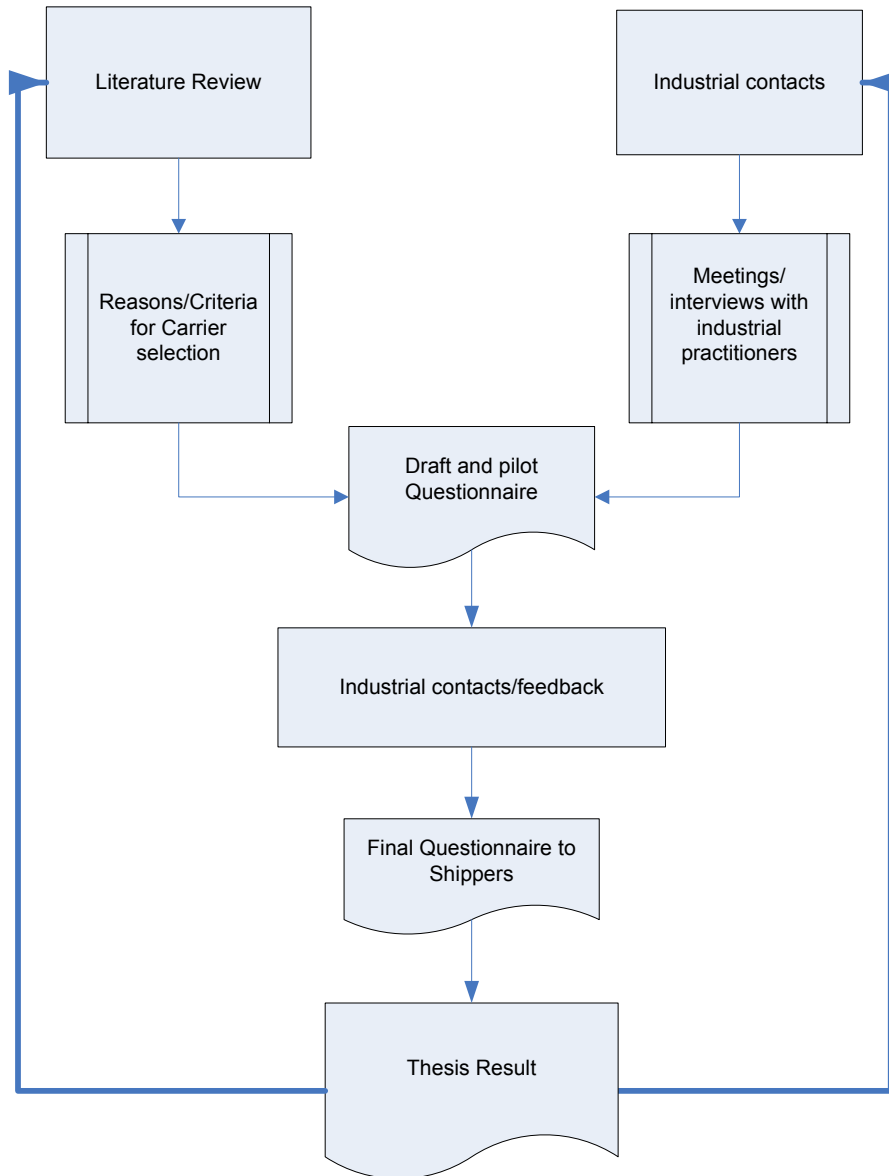 Literature Review
Industrial contacts
Reasons/Criteria
for Carrier
selection
Meetings/
interviews with
industrial
practitioners
Draft and pilot
Questionnaire
Industrial contacts/feedback
Final Questionnaire to
Shippers
Thesis Result